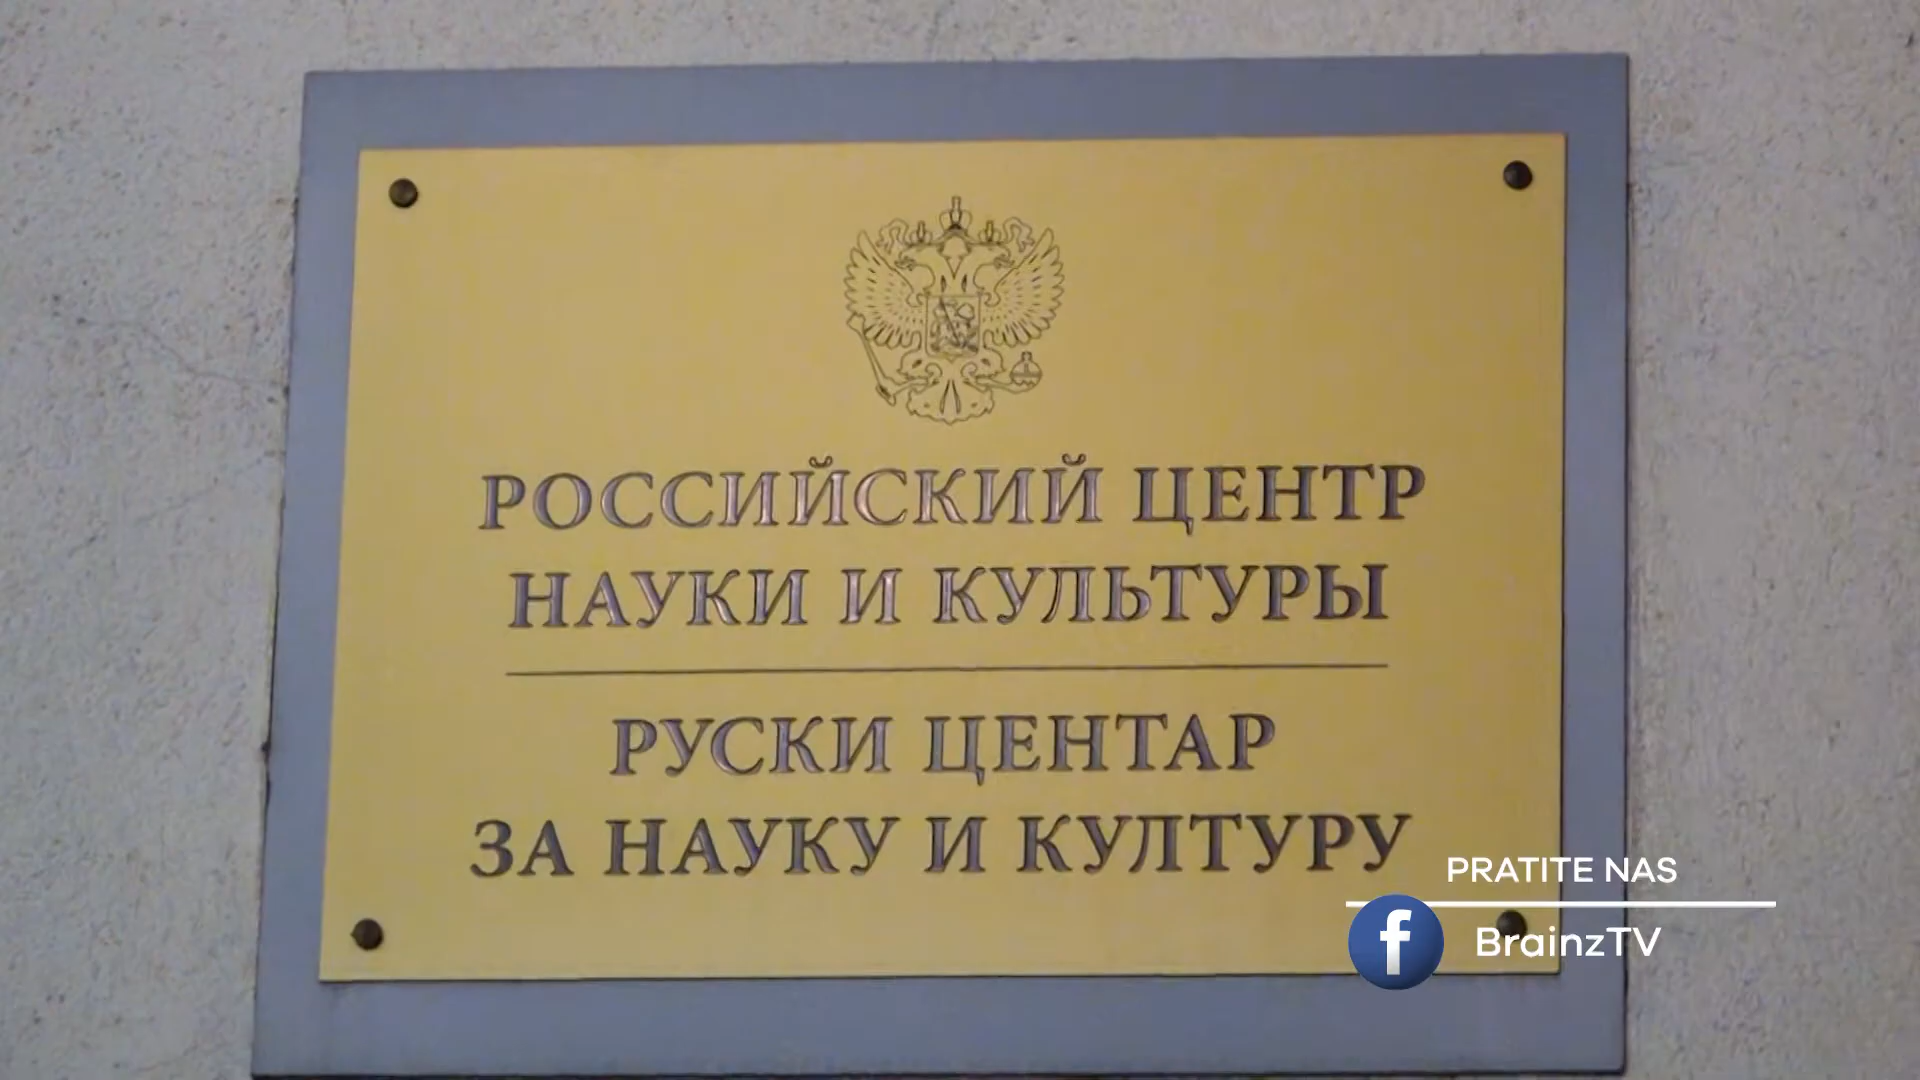 РОССИЙСКИЙ ЦЕНТР
НАУКИ И КУЛЬТУРЫ
РУСКИ ЦЕНТАР
ЗА НАУКУ И КУЛТУРУ
PRATITE NAS
f BrainzTV